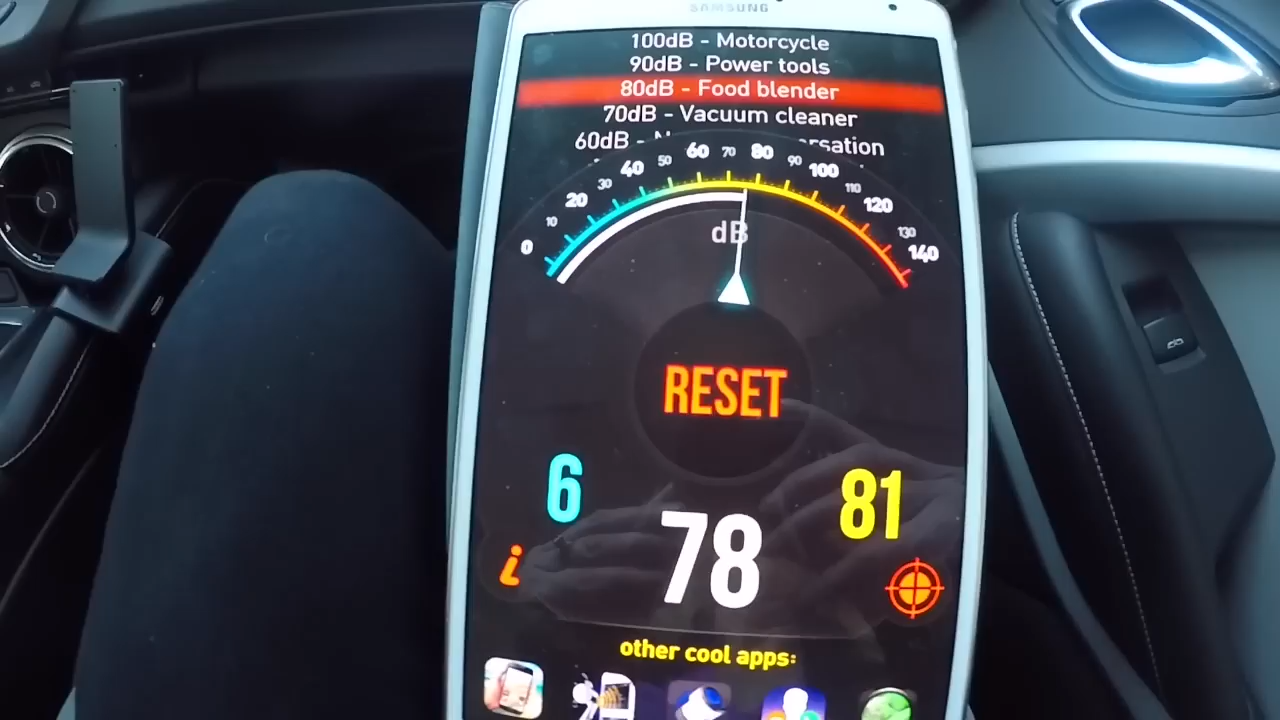 SAMSUNG
100dB - Motorcycle
90dB - Power tools
80dB - Food blender
70dB - Vacuum cleaner
60dB -
0 10 20 30 40 50 60 70 80 90 100 110 120 130 140
dB
RESET
6
81
78
i
other cool apps: